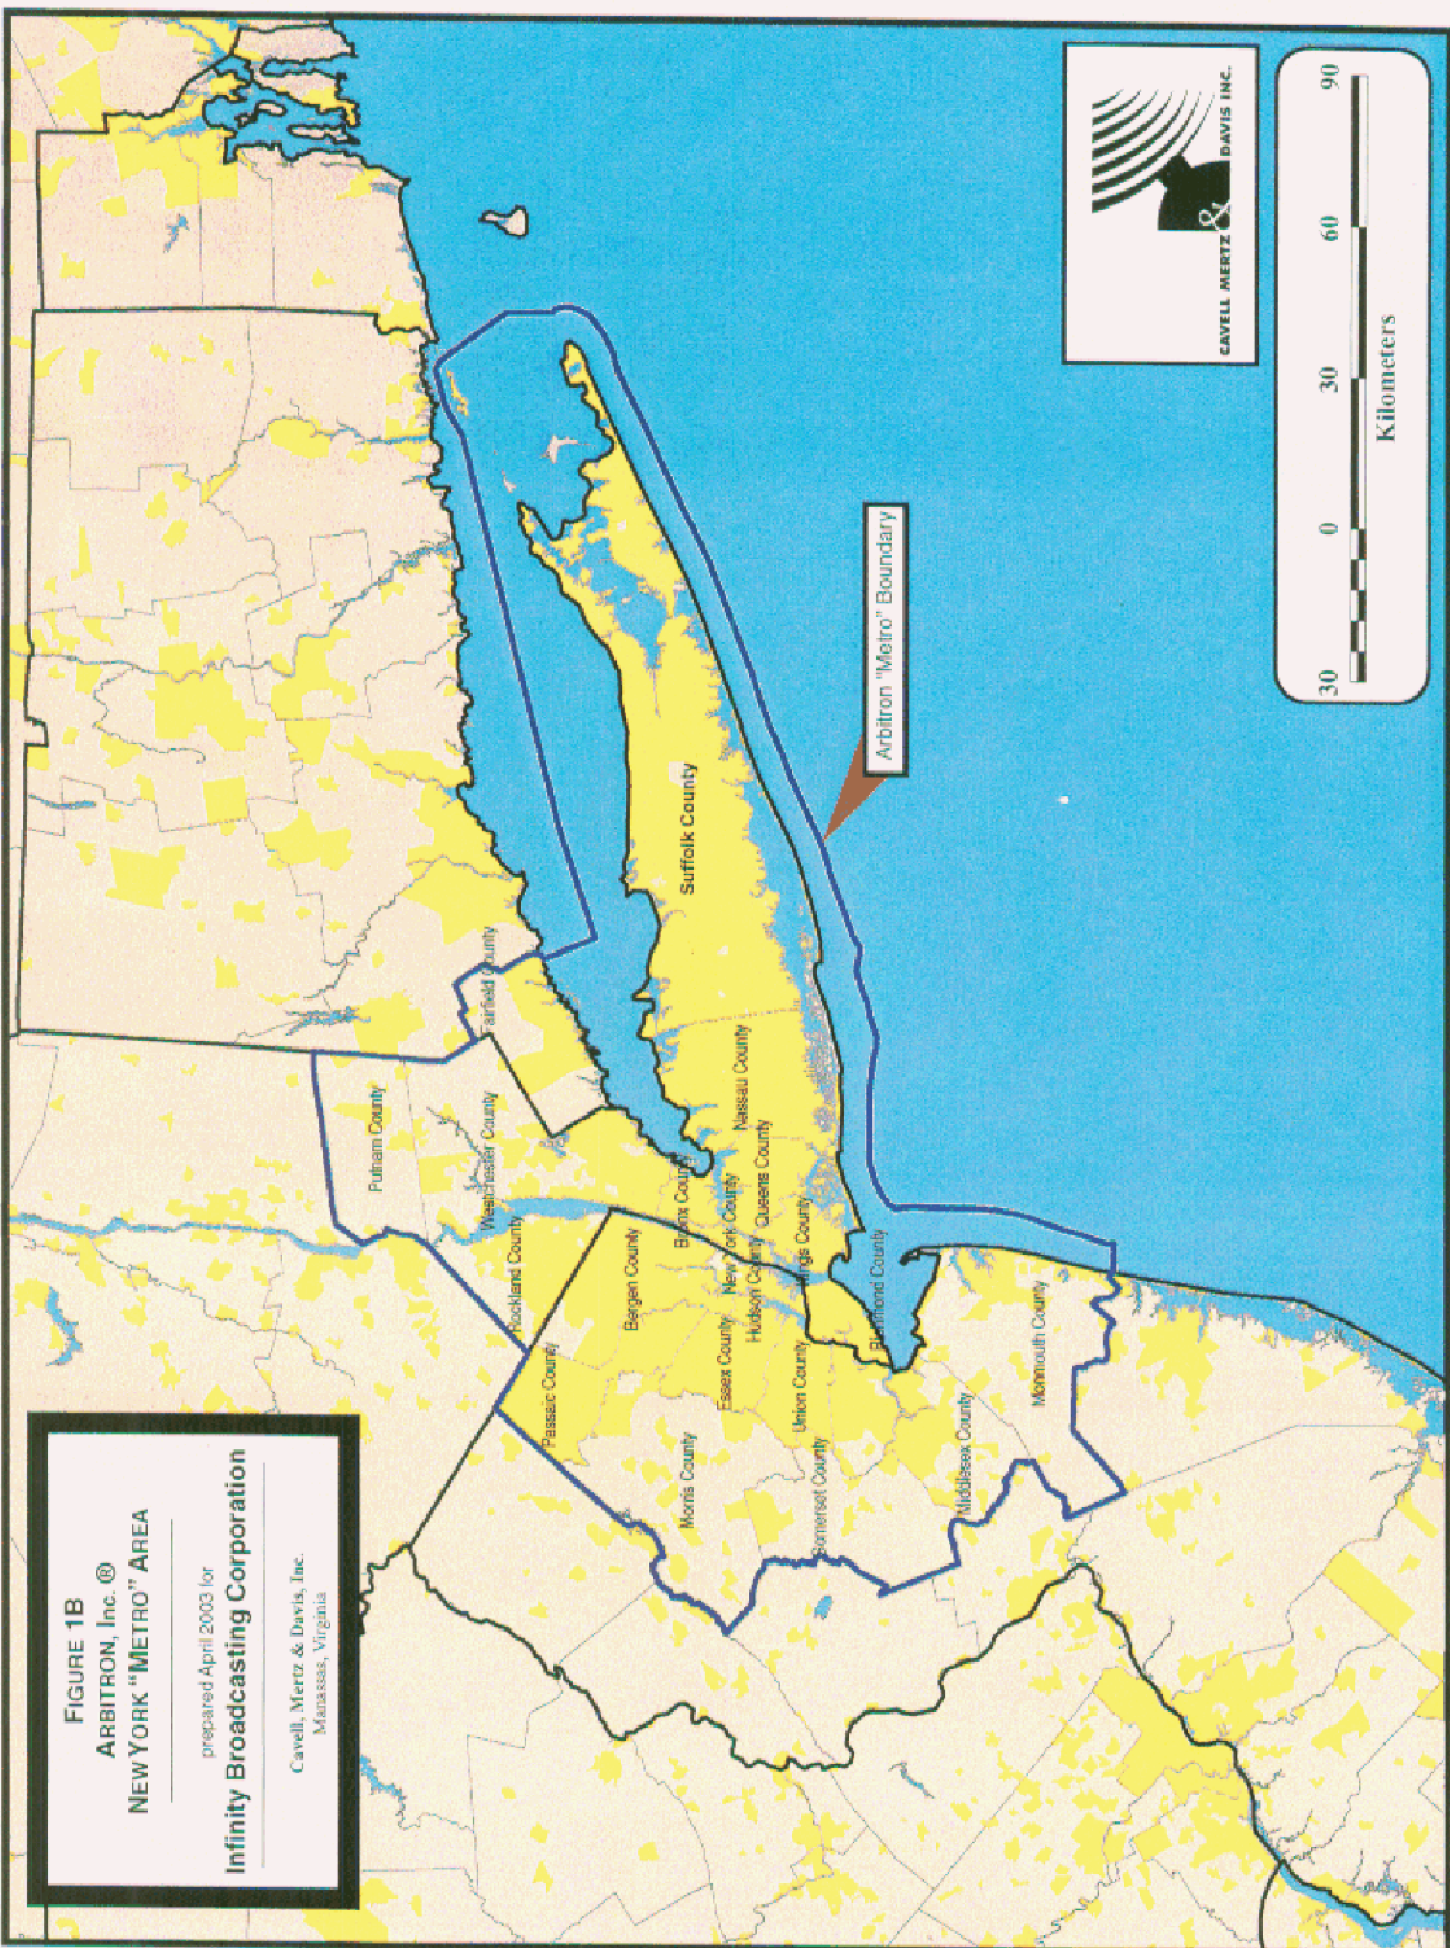 FIGURE 1B
ARBITRON, Inc. ®
NEW YORK "METRO" AREA
prepared April 2003 for
Infinity Broadcasting Corporation
Cavell, Mertz & Davis, Inc.
Manassas, Virginia
Putnam County
Westchester County
Fairfield County
Rockland County
Passaic County
Bergen County
Bronx County
Morris County
Essex County
New York County
Hudson County
Queens County
Nassau County
Suffolk County
Union County
Kings County
Somerset County
Richmond County
Middlesex County
Monmouth County
Arbitron "Metro" Boundary
CAVELL MERTZ & DAVIS INC.
30 0 30 60 90
Kilometers